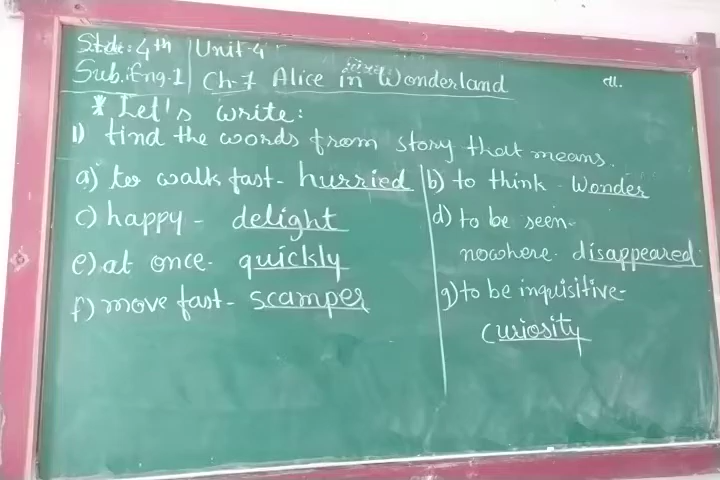 Std: 4th | Unit-4
Sub.: Eng-1 | Ch-7 Alice in Wonderland
* Let's write:
1) find the words from story that means.
a) to walk fast - hurried
b) to think - Wonder
c) happy - delight
d) to be seen-
nowhere - disappeared.
e) at once - quickly
f) move fast - scamper
g) to be inquisitive-
Curiosity